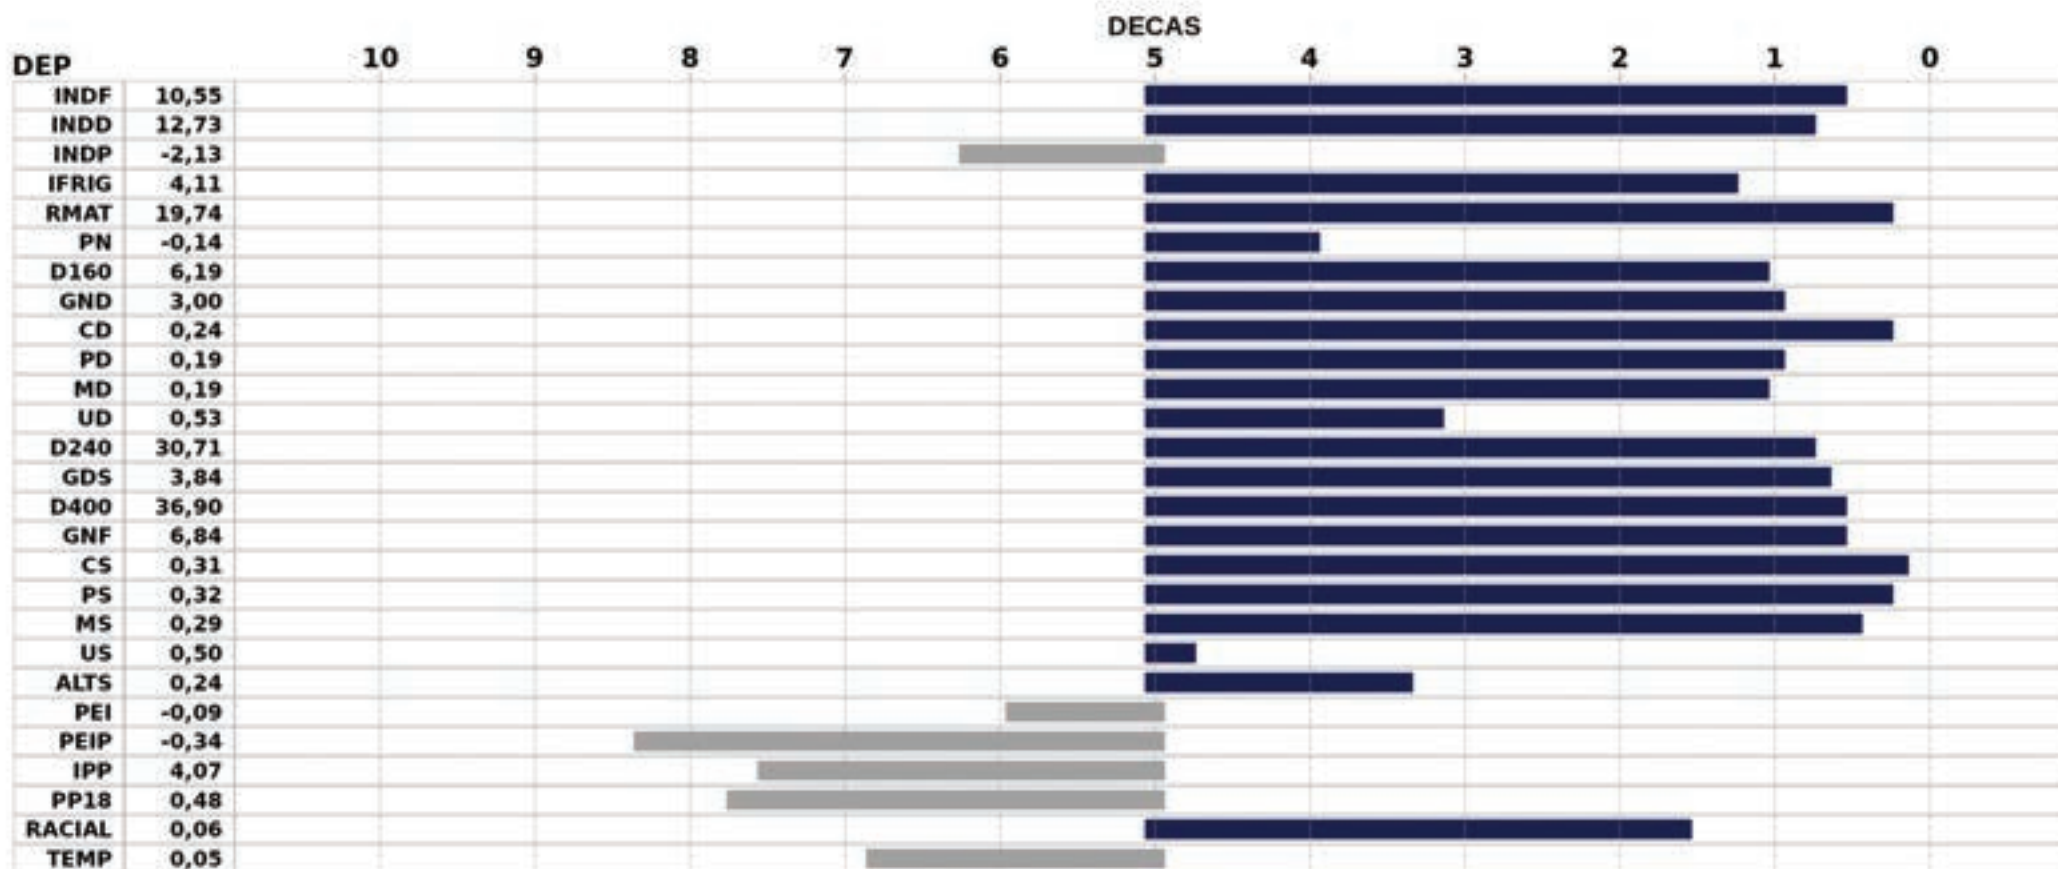 DECAS
DEP 10 9 8 7 6 5 4 3 2 1 0
INDF 10,55
INDD 12,73
INDP -2,13
IFRIG 4,11
RMAT 19,74
PN -0,14
D160 6,19
GND 3,00
CD 0,24
PD 0,19
MD 0,19
UD 0,53
D240 30,71
GDS 3,84
D400 36,90
GNF 6,84
CS 0,31
PS 0,32
MS 0,29
US 0,50
ALTS 0,24
PEI -0,09
PEIP -0,34
IPP 4,07
PP18 0,48
RACIAL 0,06
TEMP 0,05